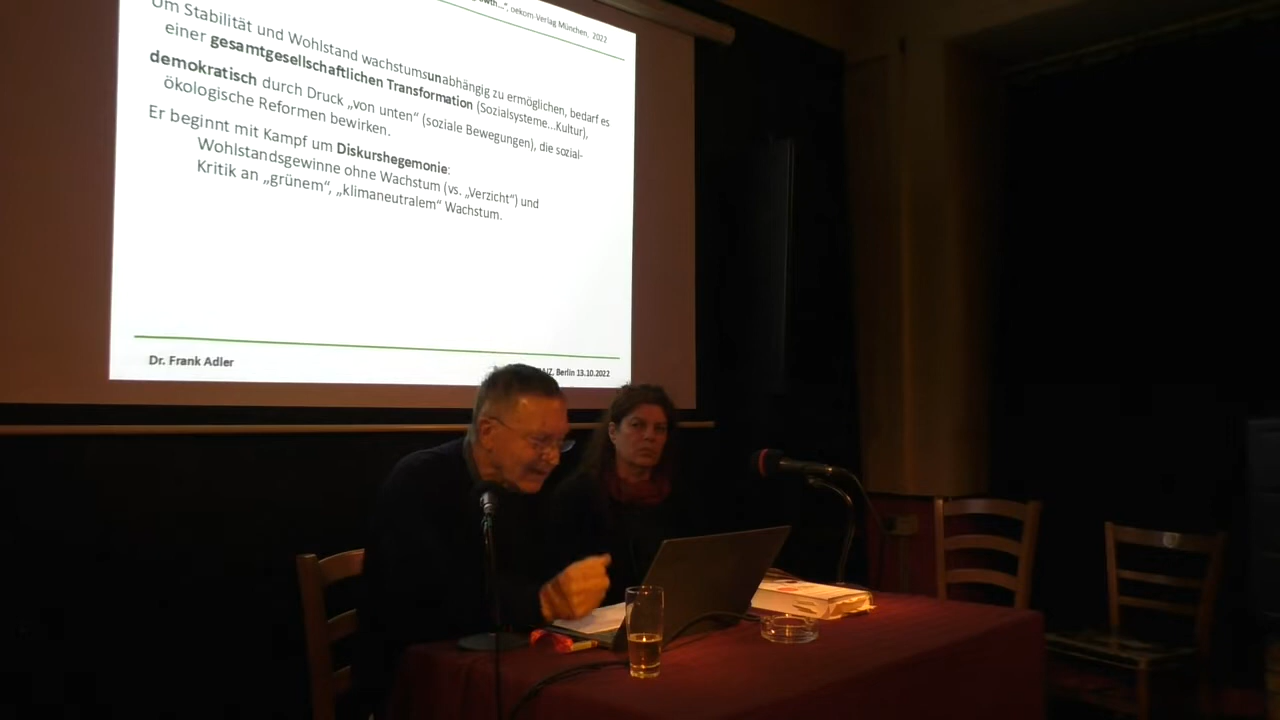 owth...", oekom-Verlag München, 2022
Um Stabilität und Wohlstand wachstumsunabhängig zu ermöglichen, bedarf es
einer gesamtgesellschaftlichen Transformation (Sozialsysteme...Kultur),
demokratisch durch Druck „von unten“ (soziale Bewegungen), die sozial-
ökologische Reformen bewirken.
Er beginnt mit Kampf um Diskurshegemonie:
Wohlstandsgewinne ohne Wachstum (vs. „Verzicht“) und
Kritik an „grünem“, „klimaneutralem“ Wachstum.
Dr. Frank Adler
Berlin 13.10.2022